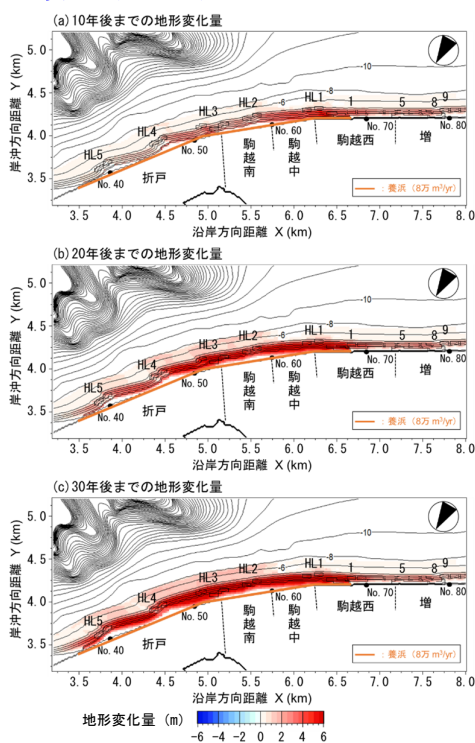 (a)10年後までの地形変化量
岸沖方向距離 Y (km)
5.0
4.5
4.0
3.5
-10
-8
-6
HL5
HL4
HL3
HL2
HL1
1
5
8
9
No. 40
No. 50
No. 60
No. 70
No. 80
折戸
駒越南
駒越中
駒越西
増
:養浜 (8万 m³/yr)
3.5 4.0 4.5 5.0 5.5 6.0 6.5 7.0 7.5 8.0
沿岸方向距離 X (km)
(b)20年後までの地形変化量
岸沖方向距離 Y (km)
5.0
4.5
4.0
3.5
-10
-8
-6
HL5
HL4
HL3
HL2
HL1
1
5
8
9
No. 40
No. 50
No. 60
No. 70
No. 80
折戸
駒越南
駒越中
駒越西
増
:養浜 (8万 m³/yr)
3.5 4.0 4.5 5.0 5.5 6.0 6.5 7.0 7.5 8.0
沿岸方向距離 X (km)
(c)30年後までの地形変化量
岸沖方向距離 Y (km)
5.0
4.5
4.0
3.5
-10
-8
-6
HL5
HL4
HL3
HL2
HL1
1
5
8
9
No. 40
No. 50
No. 60
No. 70
No. 80
折戸
駒越南
駒越中
駒越西
増
:養浜 (8万 m³/yr)
3.5 4.0 4.5 5.0 5.5 6.0 6.5 7.0 7.5 8.0
沿岸方向距離 X (km)
地形変化量 (m)
-6 -4 -2 0 2 4 6